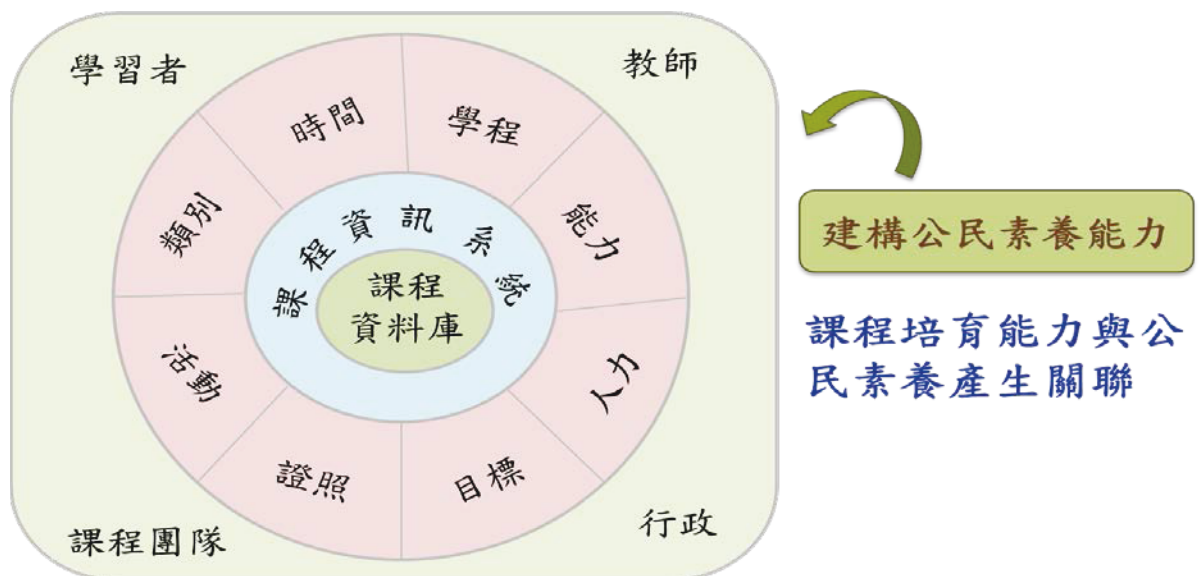 學習者
教師
時間
學程
類別
能力
課程資訊系統
課程
資料庫
活動
人力
證照
目標
課程團隊
行政
建構公民素養能力
課程培育能力與公
民素養產生關聯